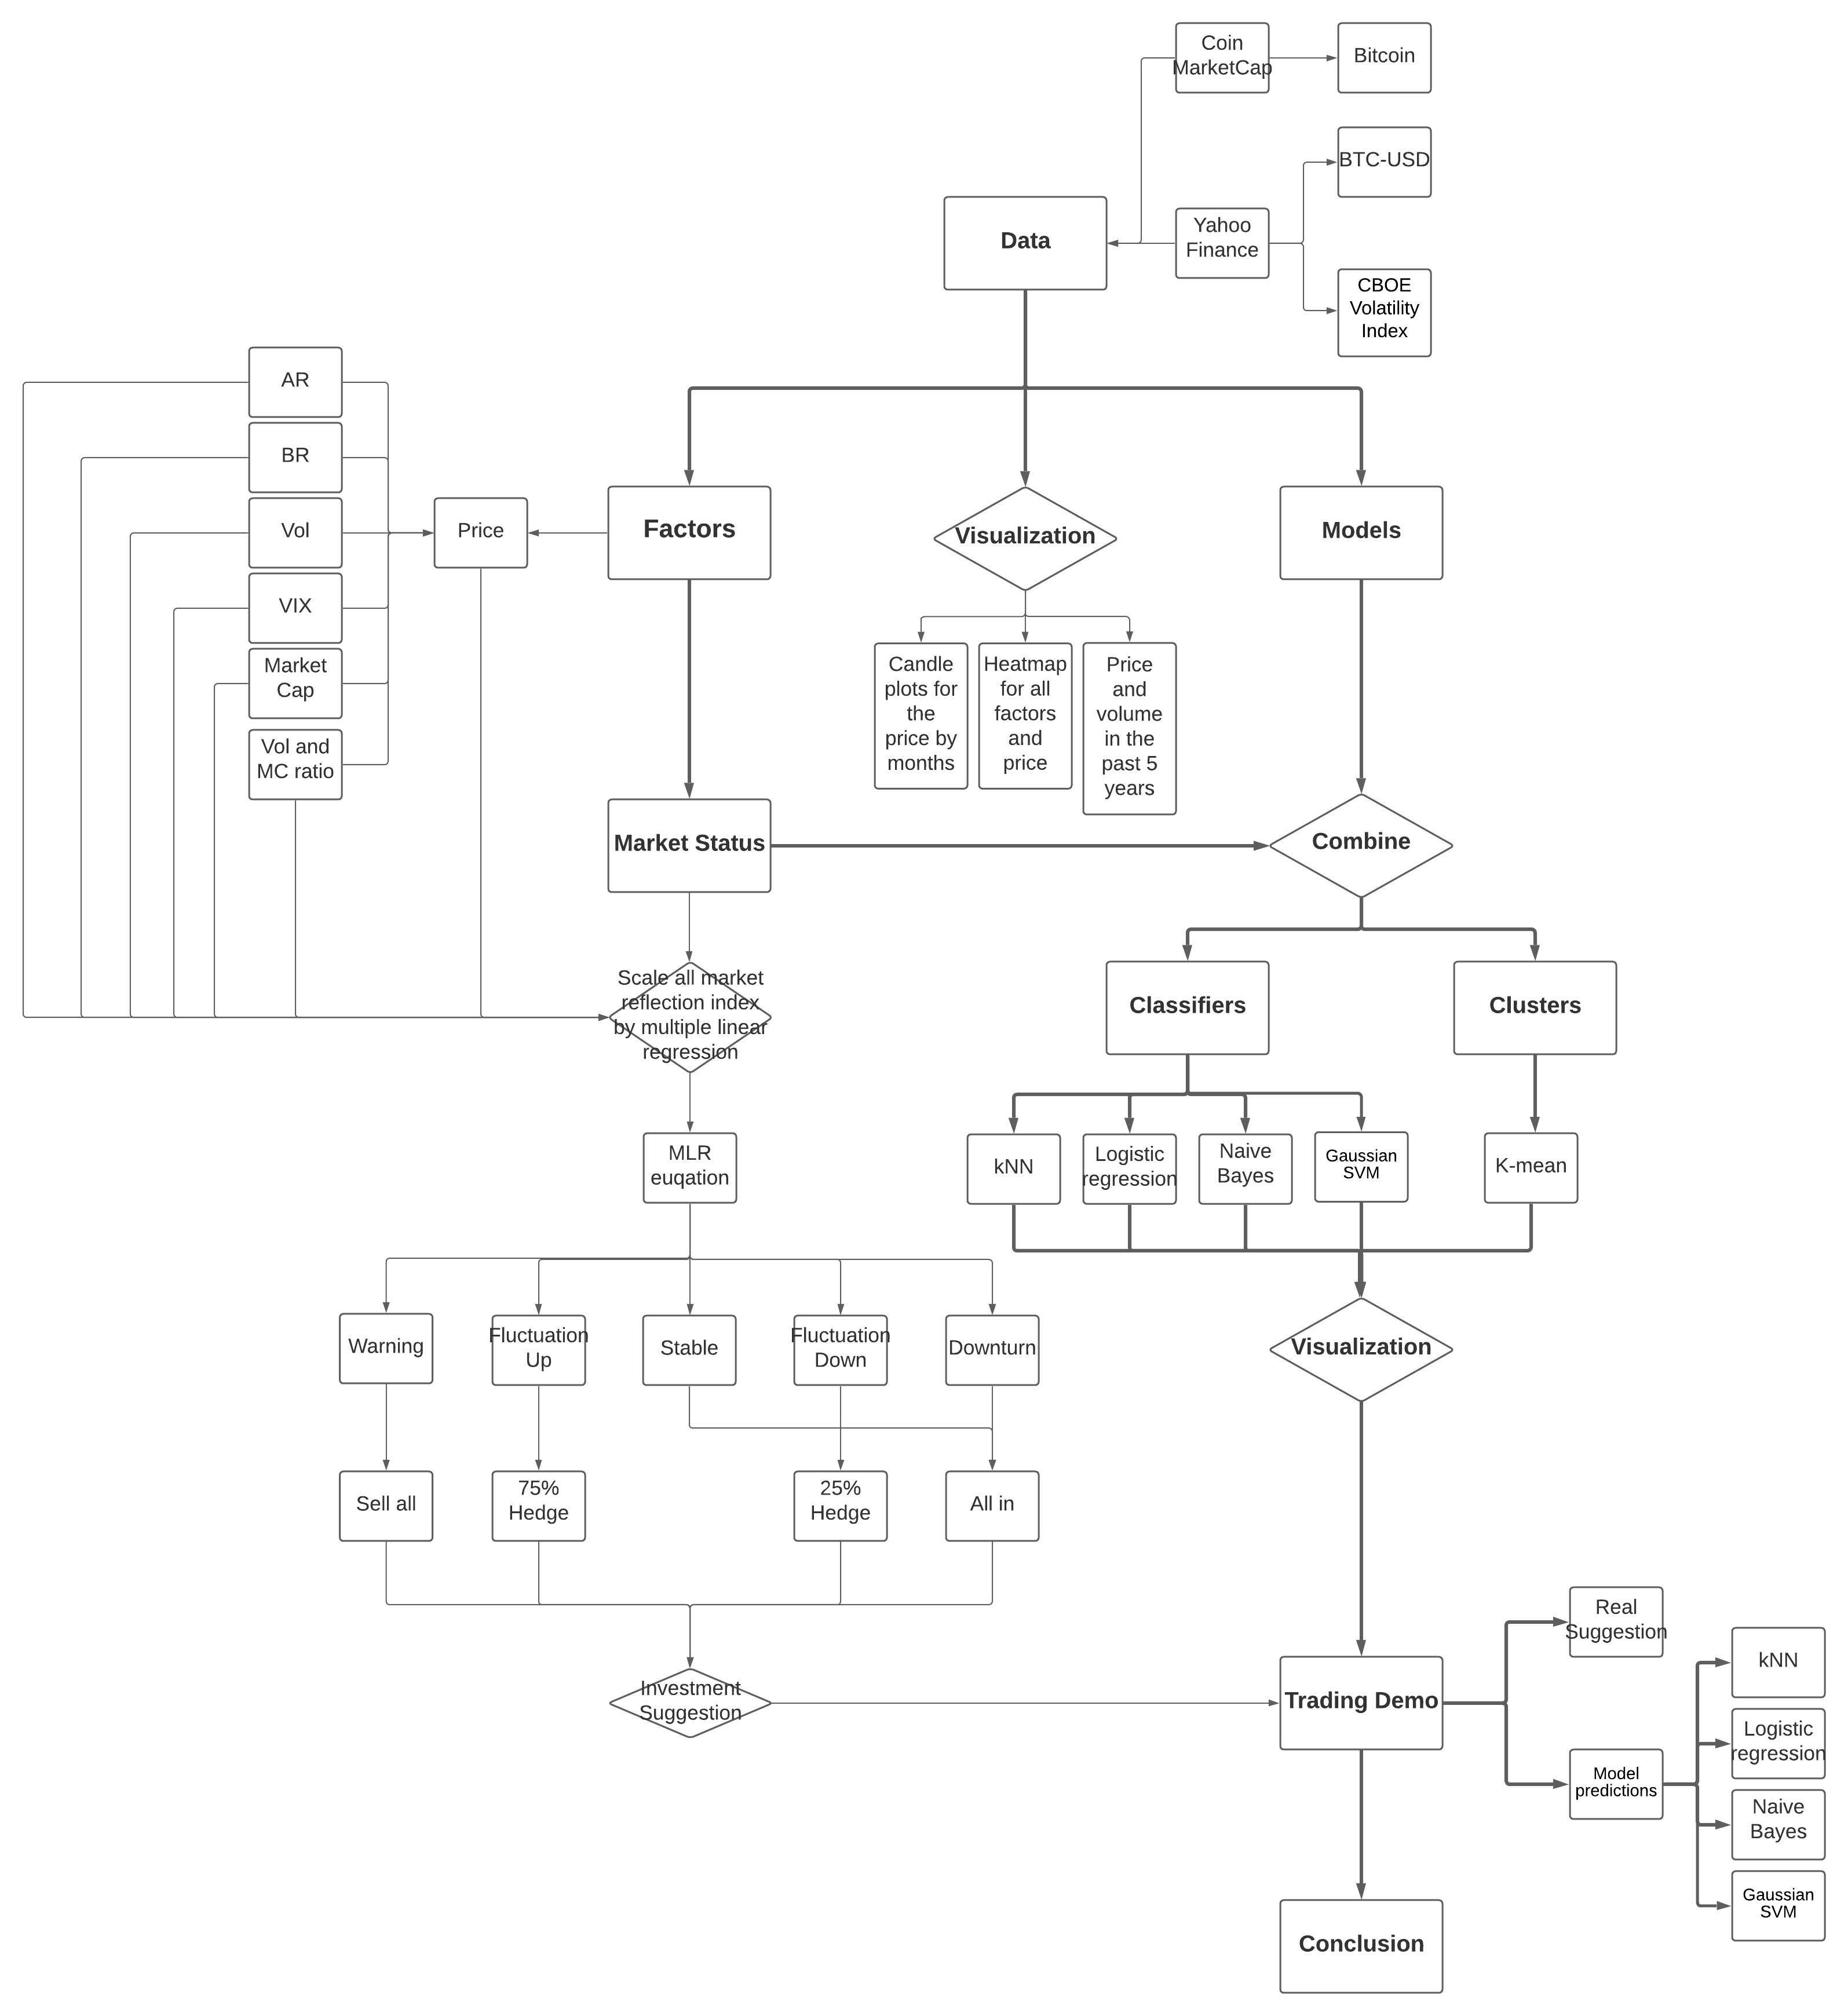 Coin
MarketCap
Bitcoin
BTC-USD
Data
Yahoo
Finance
CBOE
Volatility
Index
AR
BR
Vol
VIX
Market
Cap
Vol and
MC ratio
Price
Factors
Visualization
Models
Candle
plots for
the
price by
months
Heatmap
for all
factors
and
price
Price
and
volume
in the
past 5
years
Market Status
Combine
Scale all market
reflection index
by multiple linear
regression
Classifiers
Clusters
MLR
euqation
kNN
Logistic
regression
Naive
Bayes
Gaussian
SVM
K-mean
Warning
Fluctuation
Up
Stable
Fluctuation
Down
Downturn
Visualization
Sell all
75%
Hedge
25%
Hedge
All in
Investment
Suggestion
Trading Demo
Real
Suggestion
Model
predictions
kNN
Logistic
regression
Naive
Bayes
Gaussian
SVM
Conclusion